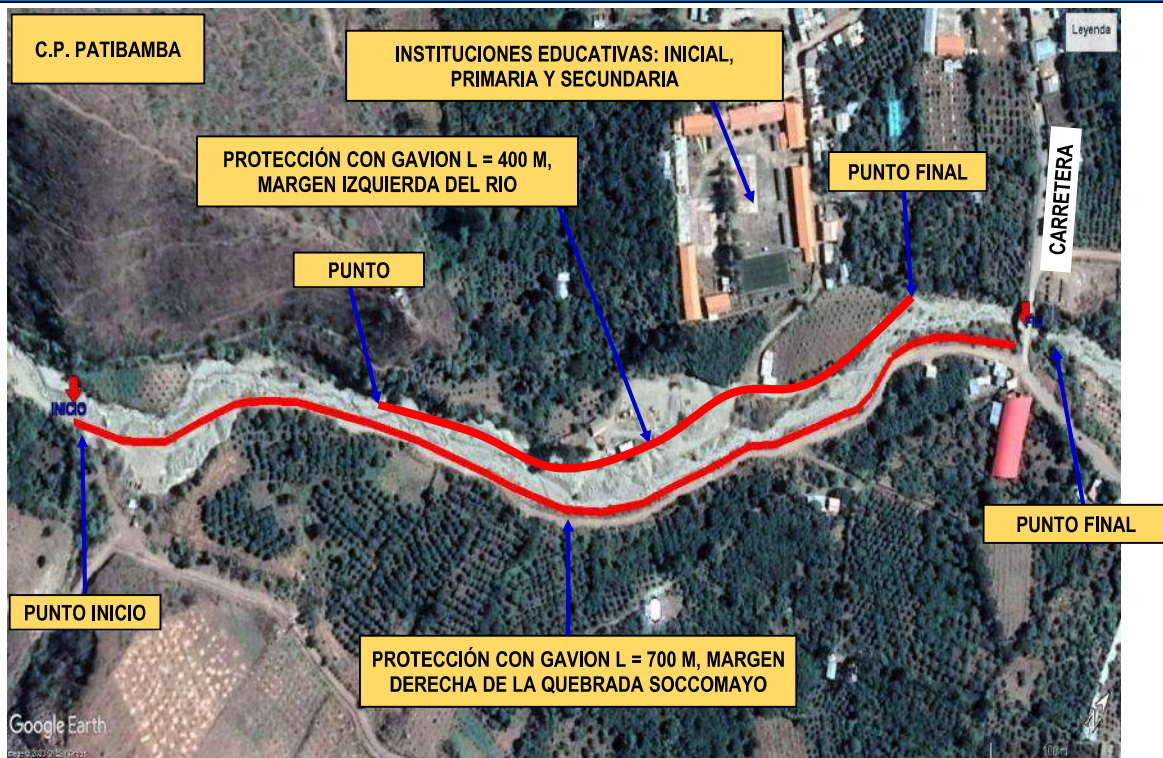 C.P. PATIBAMBA
INSTITUCIONES EDUCATIVAS: INICIAL,
PRIMARIA Y SECUNDARIA
Leyenda
PROTECCIÓN CON GAVION L = 400 M,
MARGEN IZQUIERDA DEL RIO
PUNTO FINAL
CARRETERA
PUNTO
INICIO
PUNTO FINAL
PUNTO INICIO
PROTECCIÓN CON GAVION L = 700 M, MARGEN
DERECHA DE LA QUEBRADA SOCCOMAYO
Google Earth
100 m